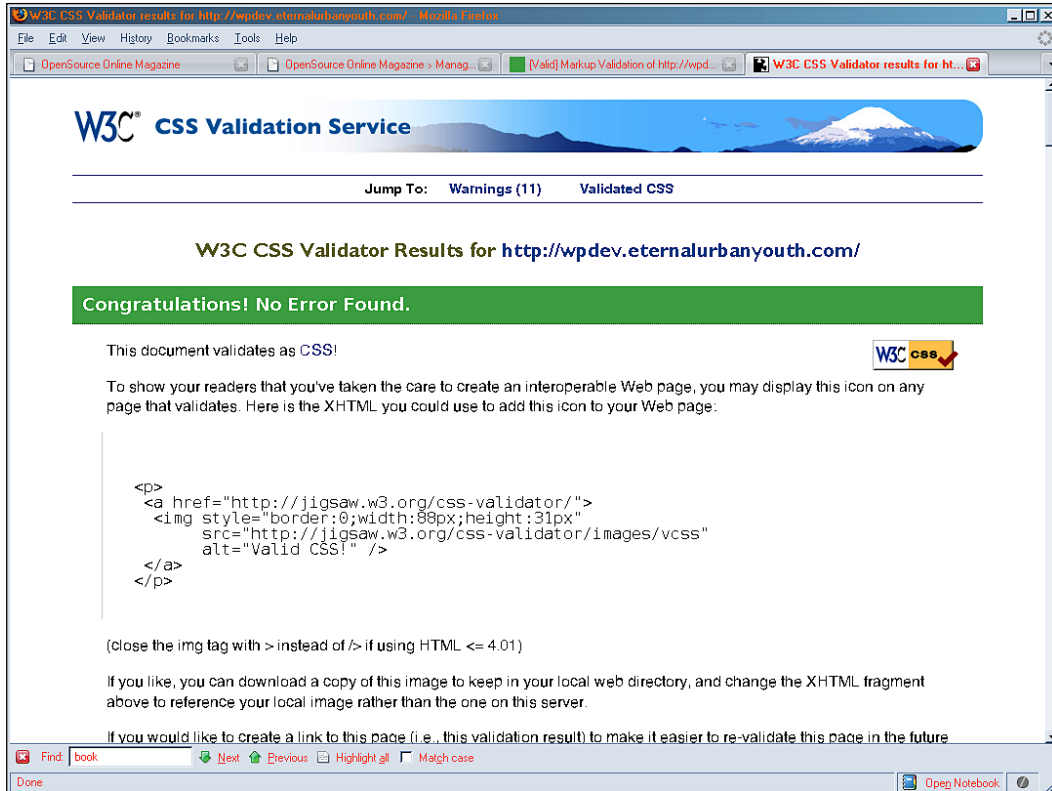 W3C CSS Validator results for http://wpdev.eternalurbanyouth.com/ - Mozilla Firefox
File Edit View History Bookmarks Tools Help
OpenSource Online Magazine
OpenSource Online Magazine > Manag...
[Valid] Markup Validation of http://wpd...
W3C CSS Validator results for ht...
W3C® CSS Validation Service
Jump To: Warnings (11) Validated CSS
W3C CSS Validator Results for http://wpdev.eternalurbanyouth.com/
Congratulations! No Error Found.
This document validates as CSS!
W3C css
To show your readers that you've taken the care to create an interoperable Web page, you may display this icon on any
page that validates. Here is the XHTML you could use to add this icon to your Web page:
<p>
<a href="http://jigsaw.w3.org/css-validator/">
<img style="border:0;width:88px;height:31px"
src="http://jigsaw.w3.org/css-validator/images/vcss"
alt="Valid CSS!" />
</a>
</p>
(close the img tag with > instead of /> if using HTML <= 4.01)
If you like, you can download a copy of this image to keep in your local web directory, and change the XHTML fragment
above to reference your local image rather than the one on this server.
If you would like to create a link to this page (i.e., this validation result) to make it easier to re-validate this page in the future
Find: book Next Previous Highlight all Match case
Done Open Notebook